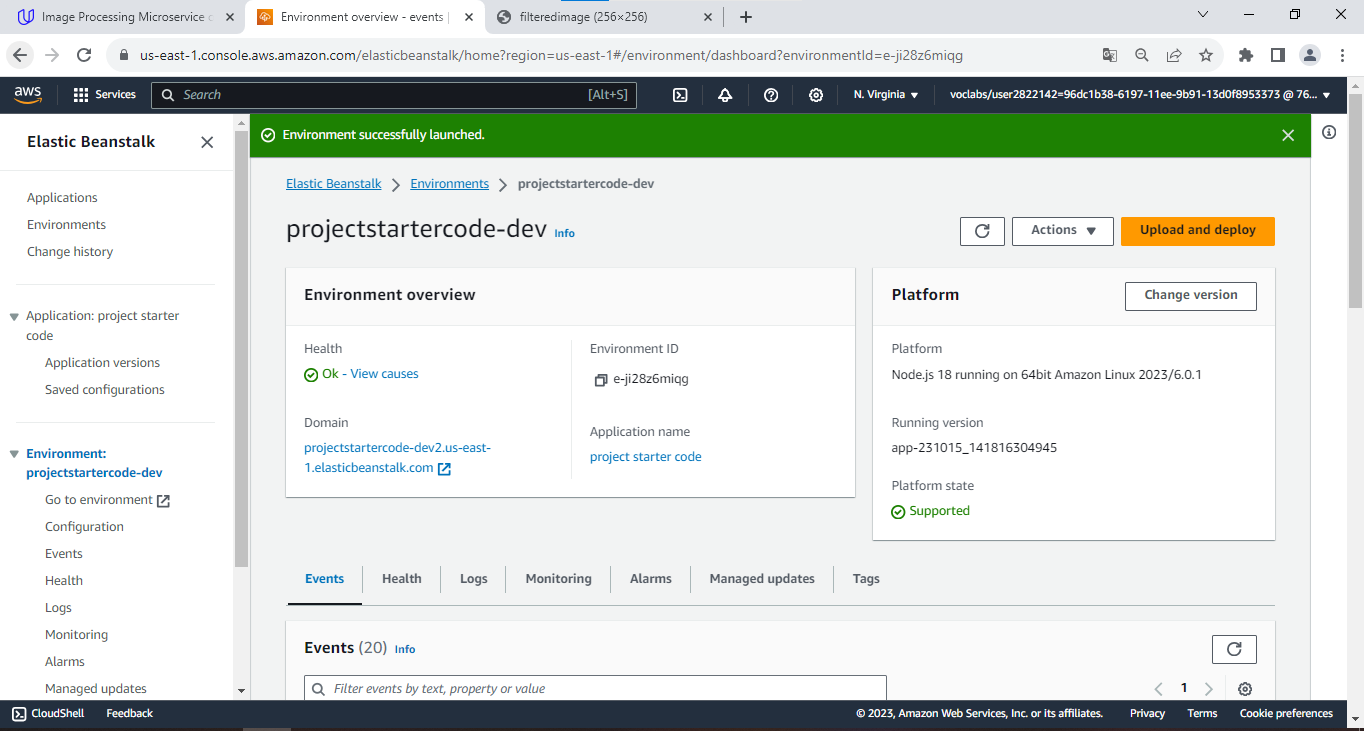 Image Processing Microservice
Environment overview - events
filteredimage (256×256)
us-east-1.console.aws.amazon.com/elasticbeanstalk/home?region=us-east-1#/environment/dashboard?environmentId=e-ji28z6miqg
aws
Services
Search
[Alt+S]
N. Virginia
voclabs/user2822142=96dc1b38-6197-11ee-9b91-13d0f8953373 @ 76...
Elastic Beanstalk
Applications
Environments
Change history
Application: project starter
code
Application versions
Saved configurations
Environment:
projectstartercode-dev
Go to environment
Configuration
Events
Health
Logs
Monitoring
Alarms
Managed updates
Environment successfully launched.
Elastic Beanstalk
Environments
projectstartercode-dev
projectstartercode-dev Info
Actions
Upload and deploy
Environment overview
Health
Ok - View causes
Domain
projectstartercode-dev2.us-east-
1.elasticbeanstalk.com
Environment ID
e-ji28z6miqg
Application name
project starter code
Platform
Change version
Platform
Node.js 18 running on 64bit Amazon Linux 2023/6.0.1
Running version
app-231015_141816304945
Platform state
Supported
Events
Health
Logs
Monitoring
Alarms
Managed updates
Tags
Events (20) Info
Filter events by text, property or value
1
CloudShell
Feedback
© 2023, Amazon Web Services, Inc. or its affiliates.
Privacy
Terms
Cookie preferences